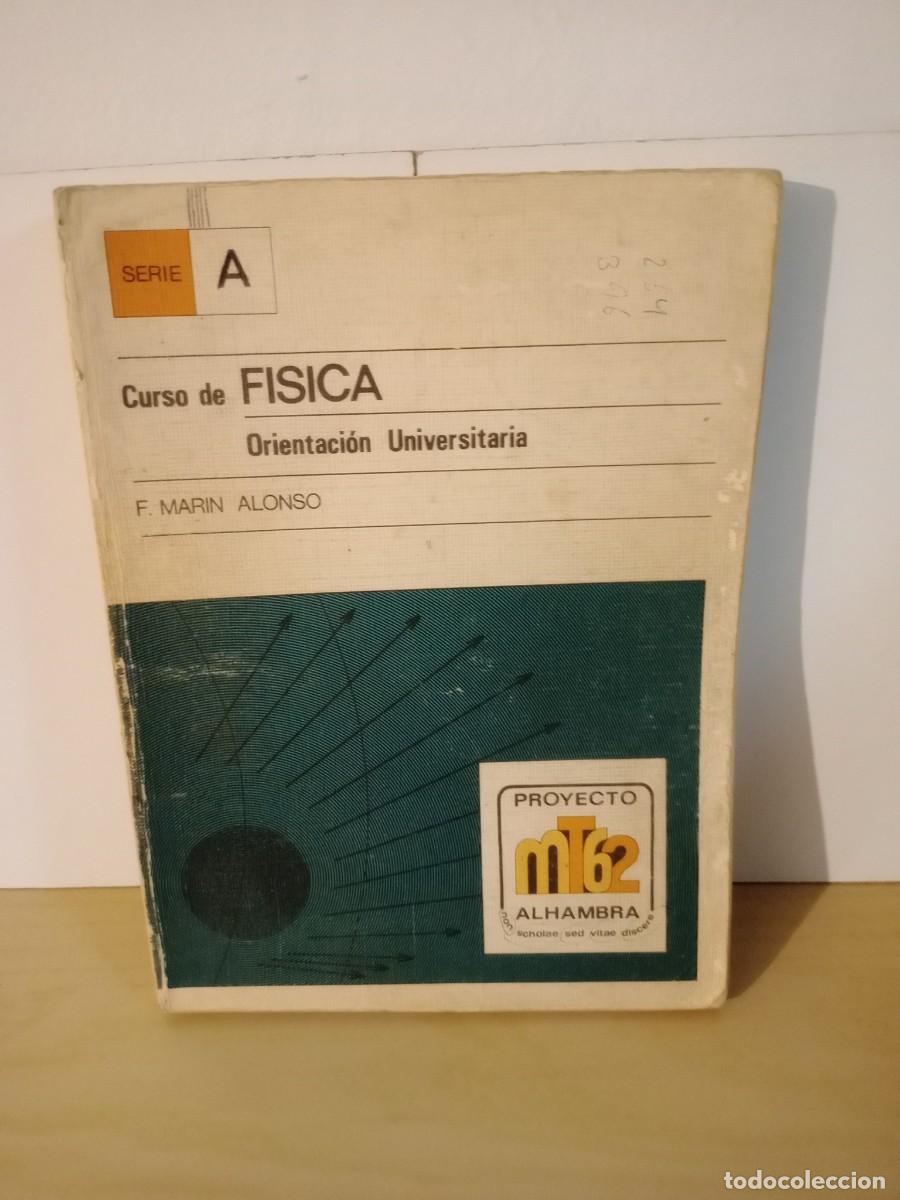 SERIE A
Curso de FISICA
Orientación Universitaria
F. MARIN ALONSO
PROYECTO
mT62
ALHAMBRA
non scholae sed vitae discere
todocoleccion